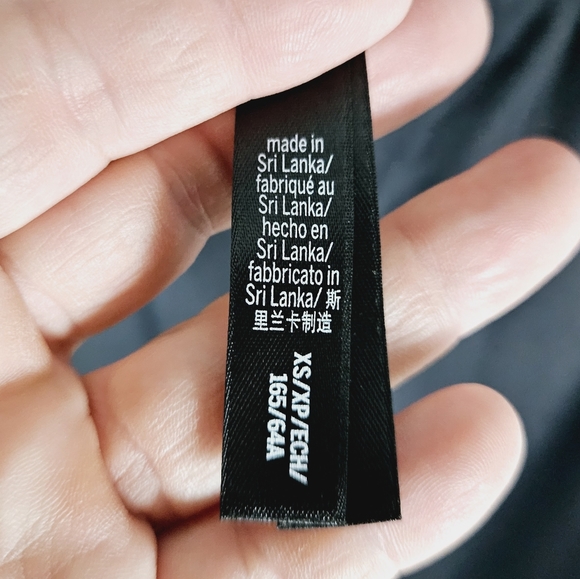 made in
Sri Lanka/
fabriqué au
Sri Lanka/
hecho en
Sri Lanka/
fabbricato in
Sri Lanka/ 斯
里兰卡制造
XS/XP/ECH/
165/64A